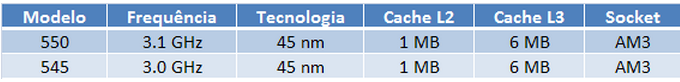 Modelo Frequência Tecnologia Cache L2 Cache L3 Socket
550 3.1 GHz 45 nm 1 MB 6 MB AM3
545 3.0 GHz 45 nm 1 MB 6 MB AM3